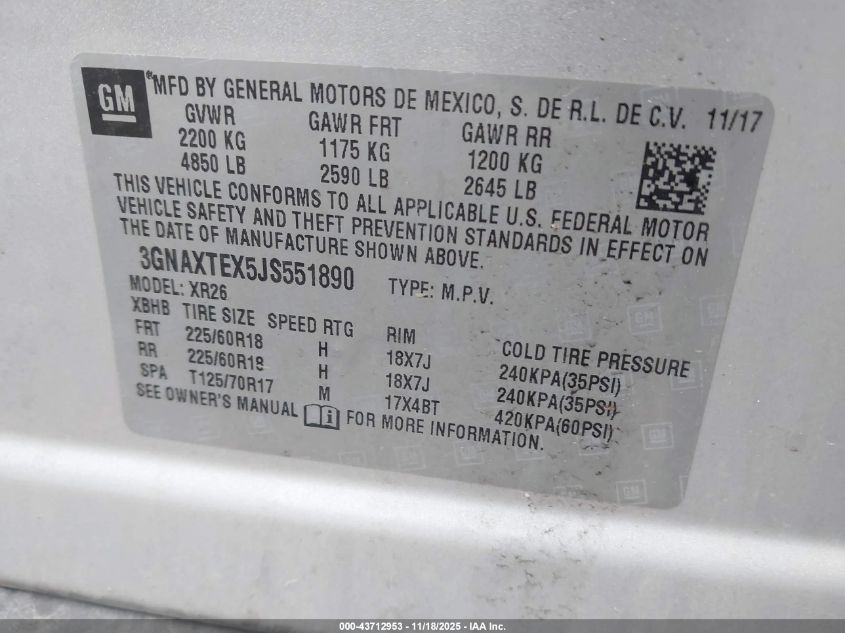 GM
*MFD BY GENERAL MOTORS DE MEXICO, S. DE R.L. DE C.V. 11/17
GVWR GAWR FRT GAWR RR
2200 KG 1175 KG 1200 KG
4850 LB 2590 LB 2645 LB
THIS VEHICLE CONFORMS TO ALL APPLICABLE U.S. FEDERAL MOTOR
VEHICLE SAFETY AND THEFT PREVENTION STANDARDS IN EFFECT ON
THE DATE OF MANUFACTURE SHOWN ABOVE.
3GNAXTEX5JS551890 TYPE: M.P.V.
MODEL: XR26
XBHB TIRE SIZE SPEED RTG RIM COLD TIRE PRESSURE
FRT 225/60R18 H 18X7J 240KPA(35PSI)
RR 225/60R18 H 18X7J 240KPA(35PSI)
SPA T125/70R17 M 17X4BT 420KPA(60PSI)
SEE OWNER'S MANUAL i FOR MORE INFORMATION.
000-43712953 - 11/18/2025 - IAA Inc.